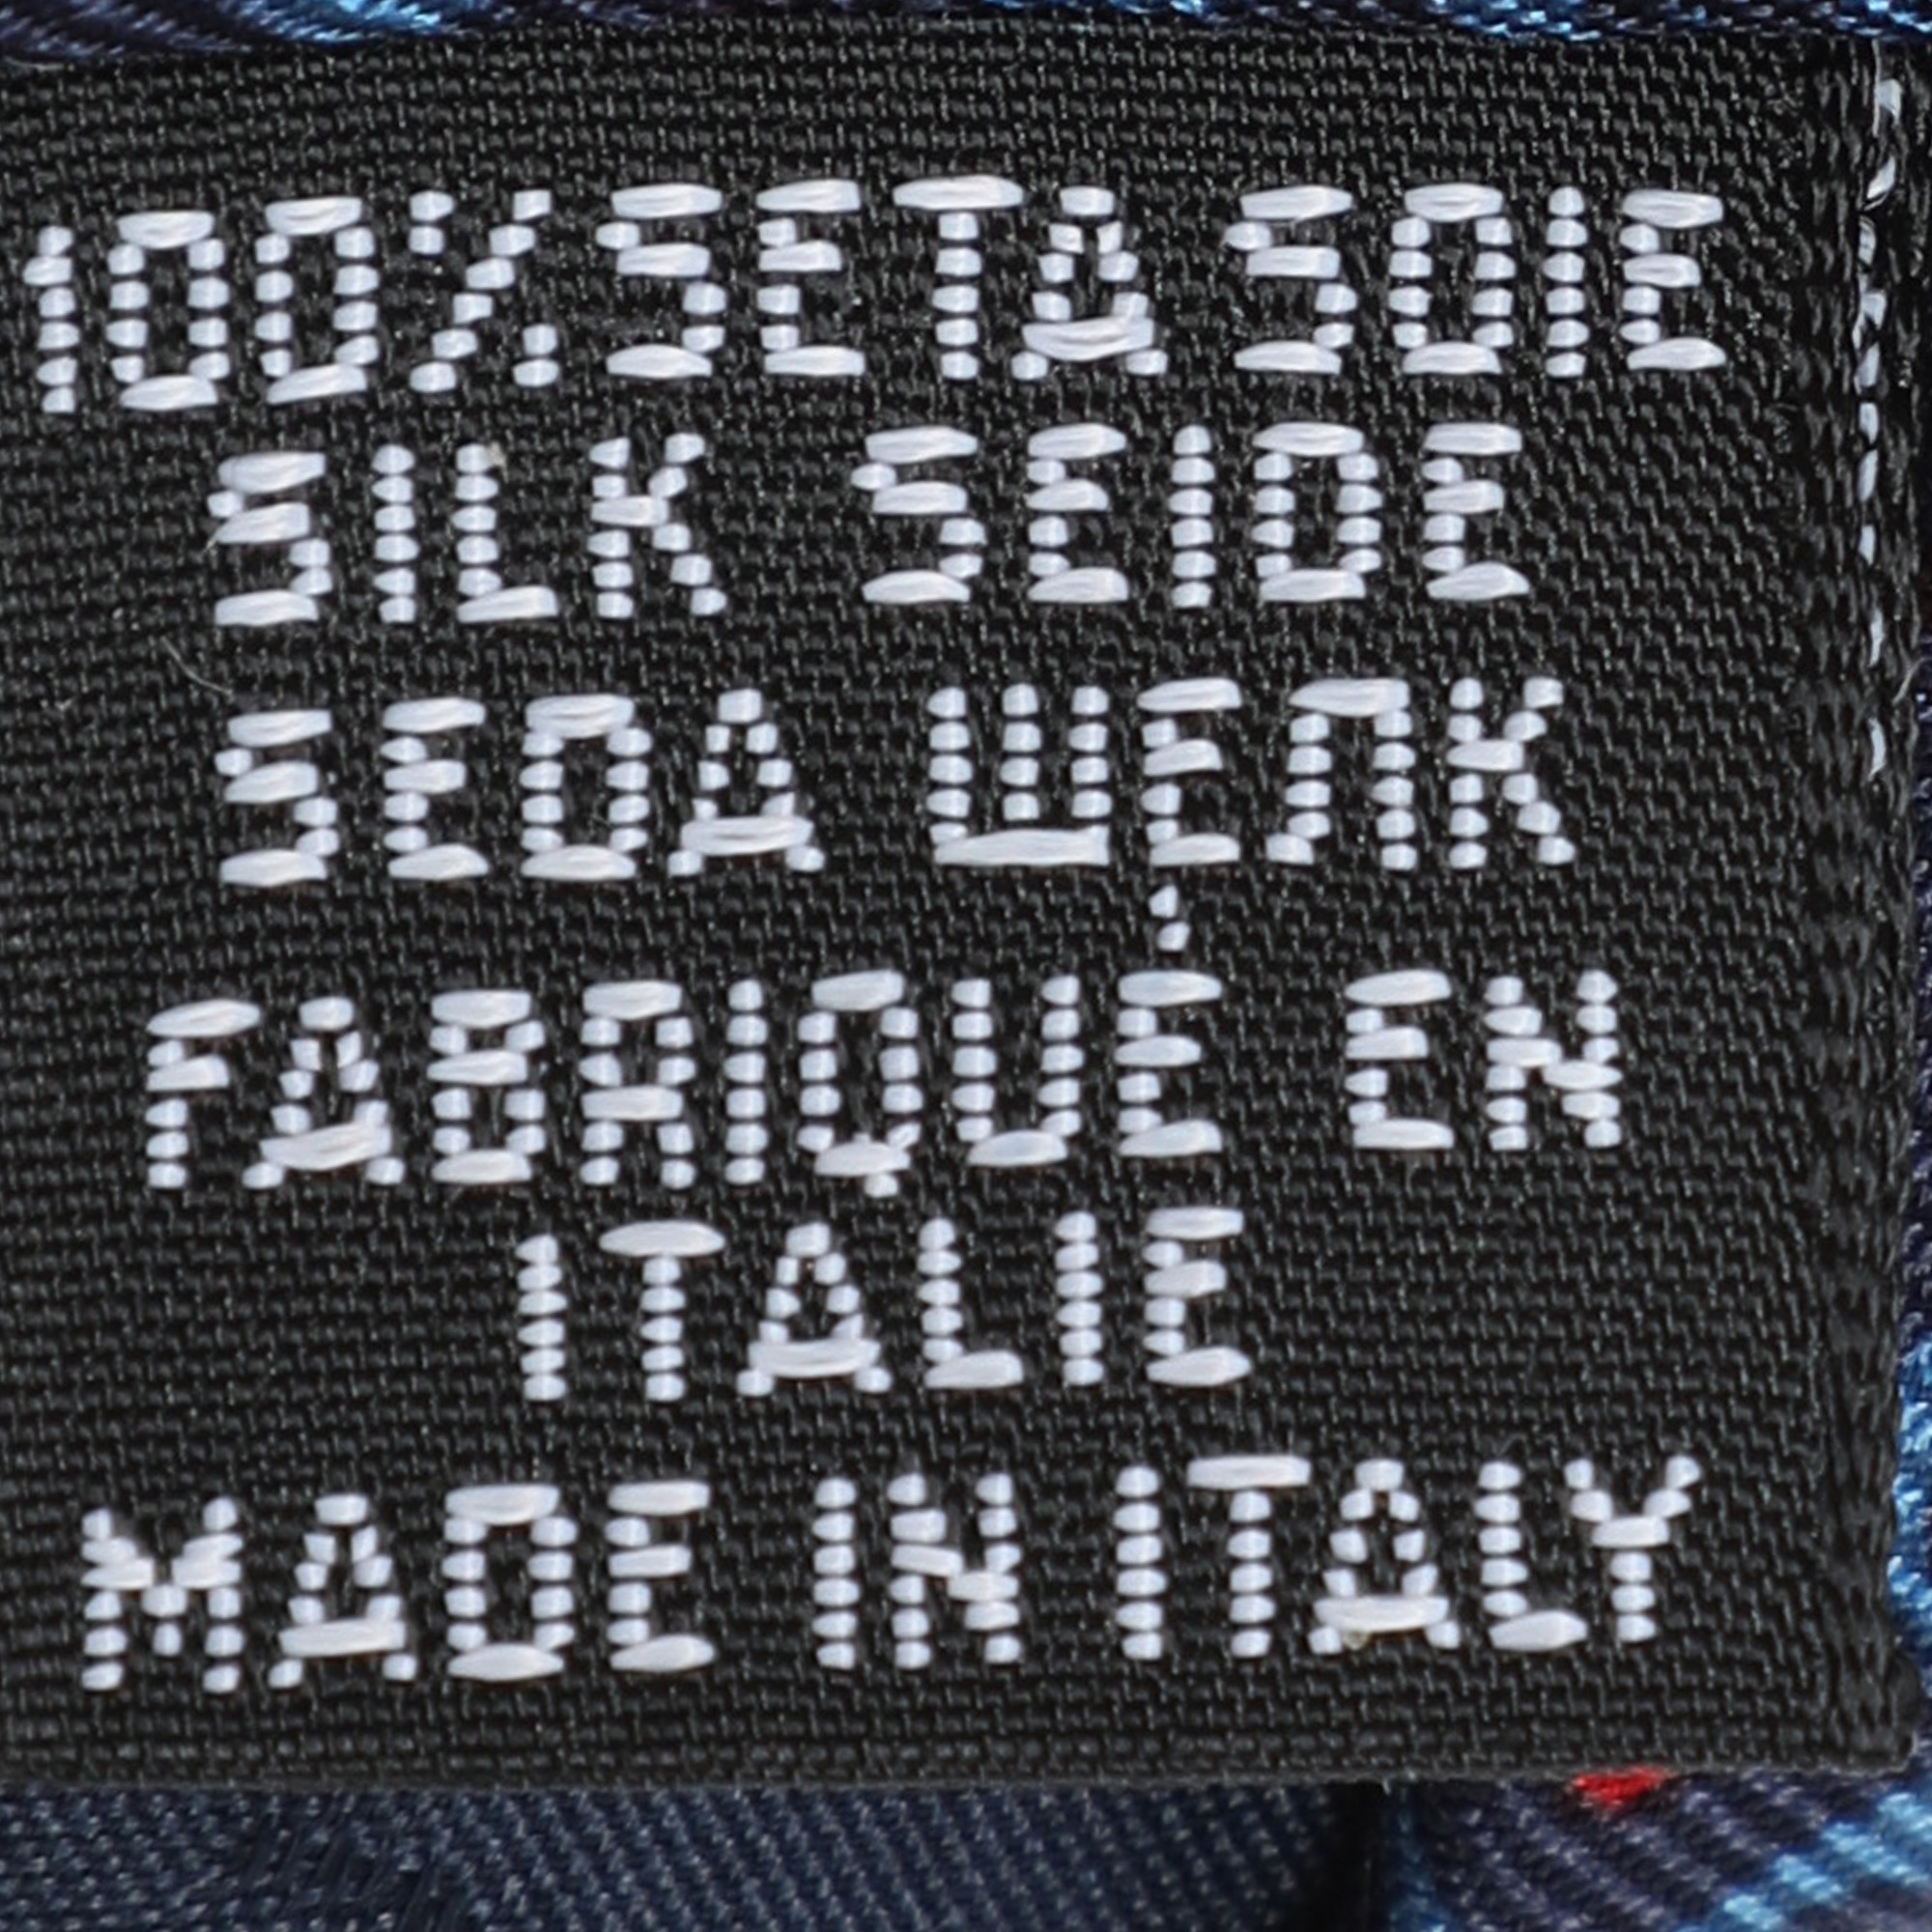 100% SETA SOIE
SILK SEIDE
SEDA ШЕЛК
FABRIQUÉ EN
ITALIE
MADE IN ITALY